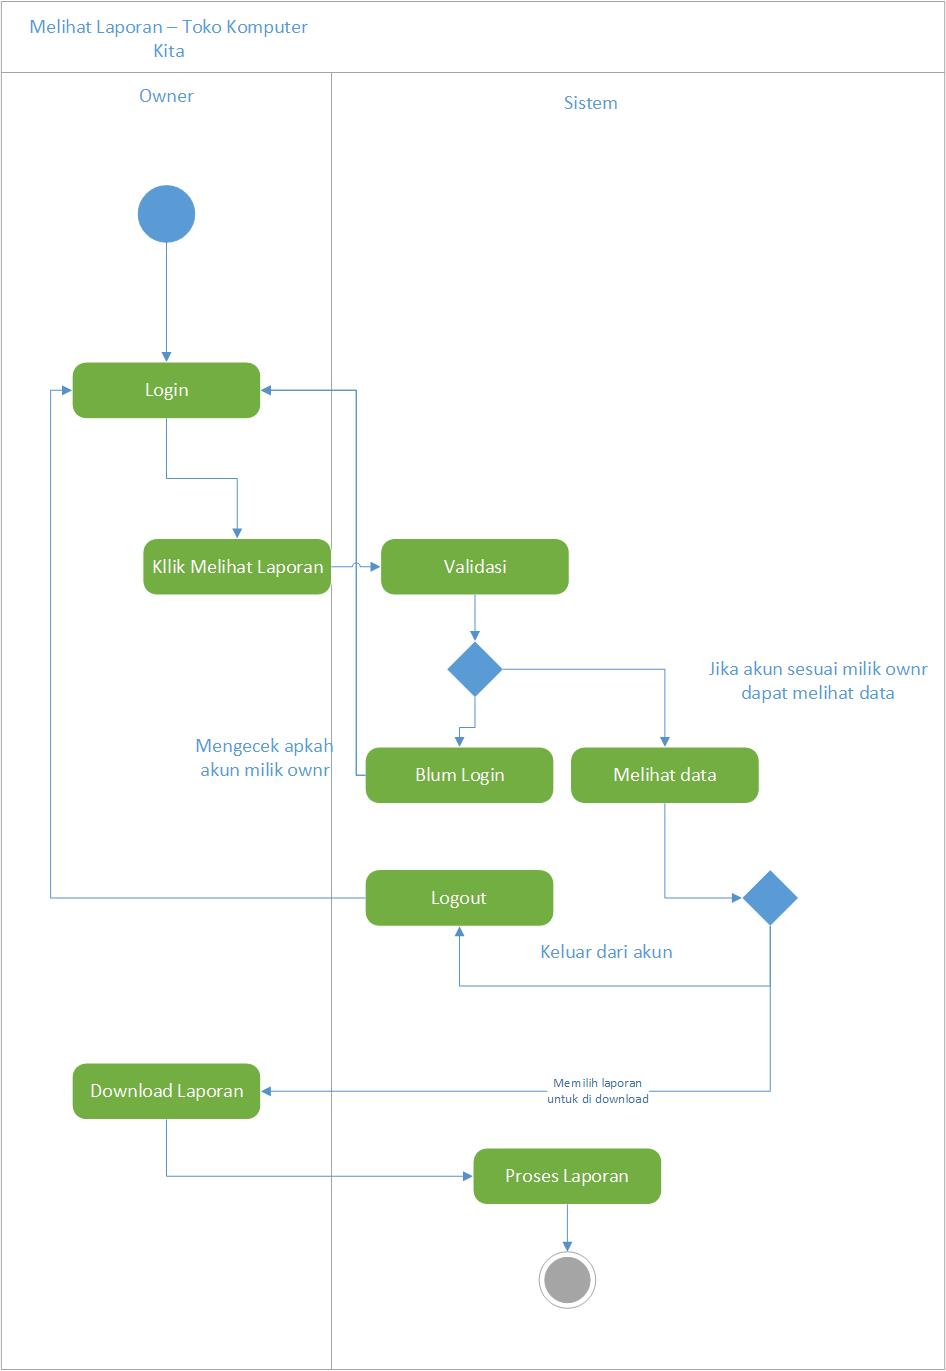 Melihat Laporan – Toko Komputer
Kita
Owner
Sistem
Login
Kllik Melihat Laporan
Validasi
Jika akun sesuai milik ownr
dapat melihat data
Mengecek apkah
akun milik ownr
Blum Login
Melihat data
Logout
Keluar dari akun
Download Laporan
Memilih laporan
untuk di download
Proses Laporan